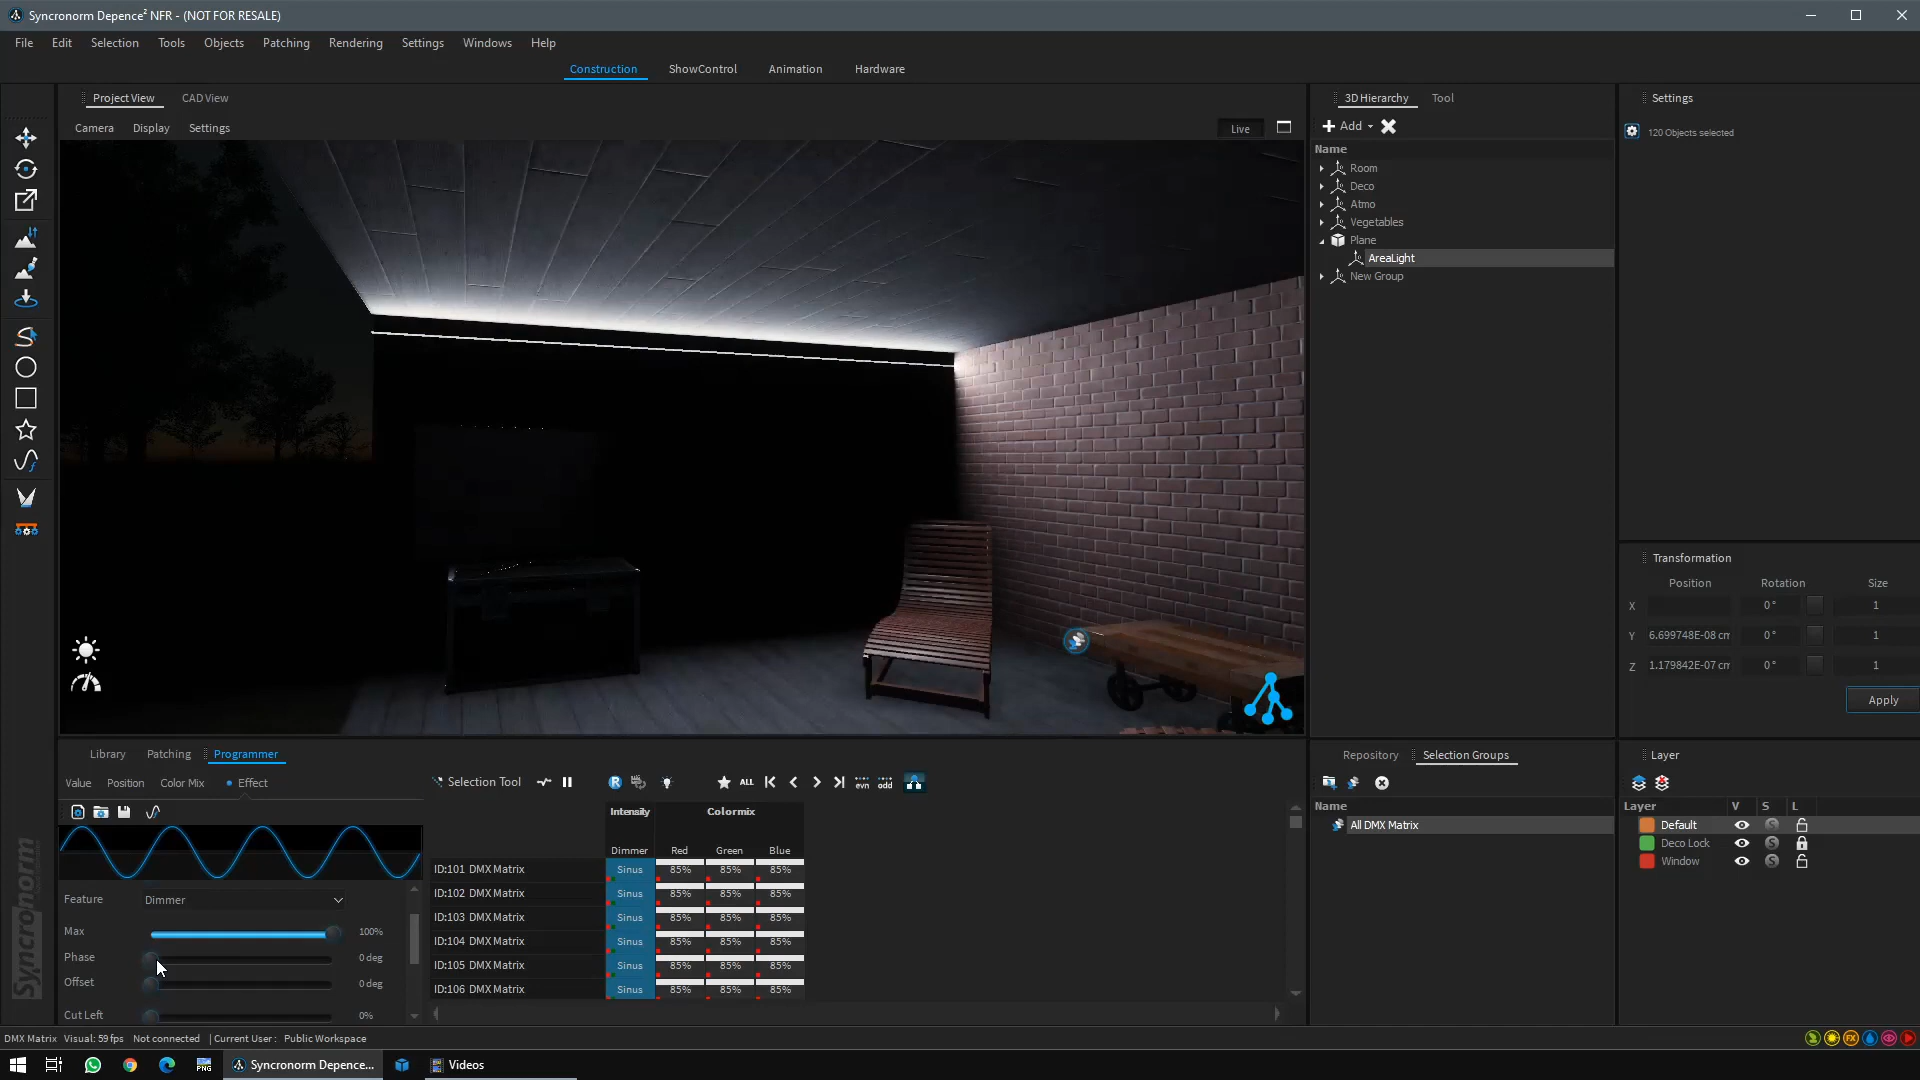 Syncronorm Depence² NFR - (NOT FOR RESALE)
File Edit Selection Tools Objects Patching Rendering Settings Windows Help
Construction ShowControl Animation Hardware
Project View CAD View
Camera Display Settings
Live
3D Hierarchy Tool
Add
Name
Room
Deco
Atmo
Vegetables
Plane
AreaLight
New Group
Settings
120 Objects selected
Transformation
Position Rotation Size
X 0° 1
Y 6.699748E-08 cm 0° 1
Z 1.179842E-07 cm 0° 1
Apply
Library Patching Programmer
Value Position Color Mix Effect
Feature Dimmer
Max 100%
Phase 0 deg
Offset 0 deg
Cut Left 0%
Selection Tool
R
ALL
evn
odd
Intensity Colormix
Dimmer Red Green Blue
ID:101 DMX Matrix Sinus 85% 85% 85%
ID:102 DMX Matrix Sinus 85% 85% 85%
ID:103 DMX Matrix Sinus 85% 85% 85%
ID:104 DMX Matrix Sinus 85% 85% 85%
ID:105 DMX Matrix Sinus 85% 85% 85%
ID:106 DMX Matrix Sinus 85% 85% 85%
Repository Selection Groups
Name
All DMX Matrix
Layer
Layer V S L
Default S
Deco Lock S
Window S
Syncronorm
DMX Matrix Visual: 59 fps Not connected | Current User : Public Workspace
FX
PNG
Syncronorm Depence...
Videos